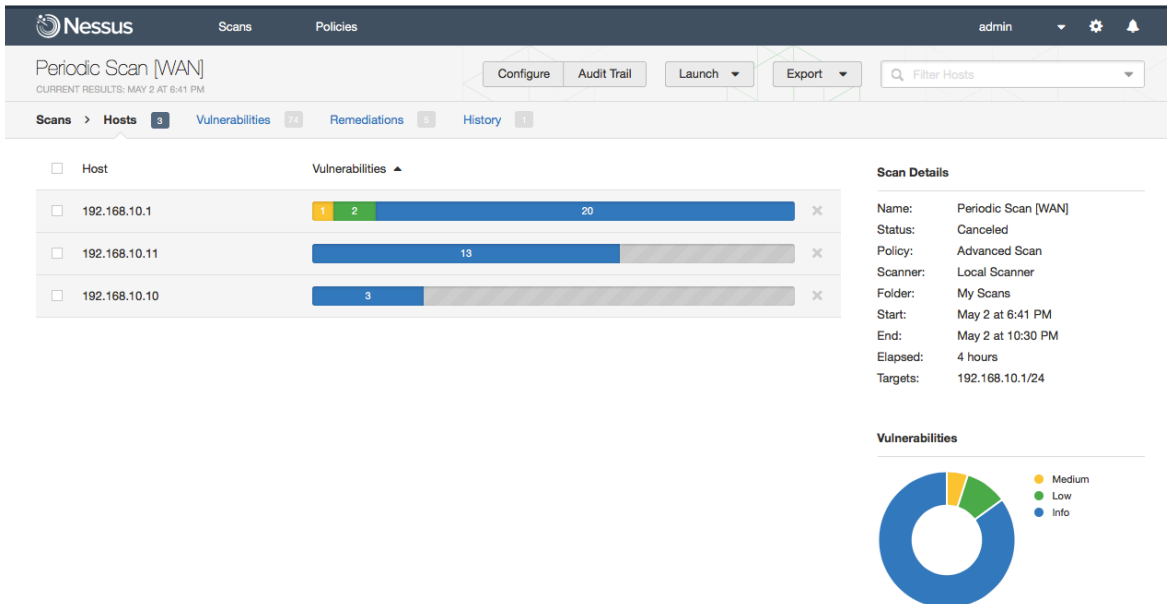 Nessus Scans Policies admin
Periodic Scan [WAN]
CURRENT RESULTS: MAY 2 AT 6:41 PM
Configure Audit Trail Launch Export Filter Hosts
Scans > Hosts 3 Vulnerabilities 74 Remediations 5 History 1
Host Vulnerabilities
192.168.10.1 1 2 20
192.168.10.11 13
192.168.10.10 3
Scan Details
Name: Periodic Scan [WAN]
Status: Canceled
Policy: Advanced Scan
Scanner: Local Scanner
Folder: My Scans
Start: May 2 at 6:41 PM
End: May 2 at 10:30 PM
Elapsed: 4 hours
Targets: 192.168.10.1/24
Vulnerabilities
Medium
Low
Info